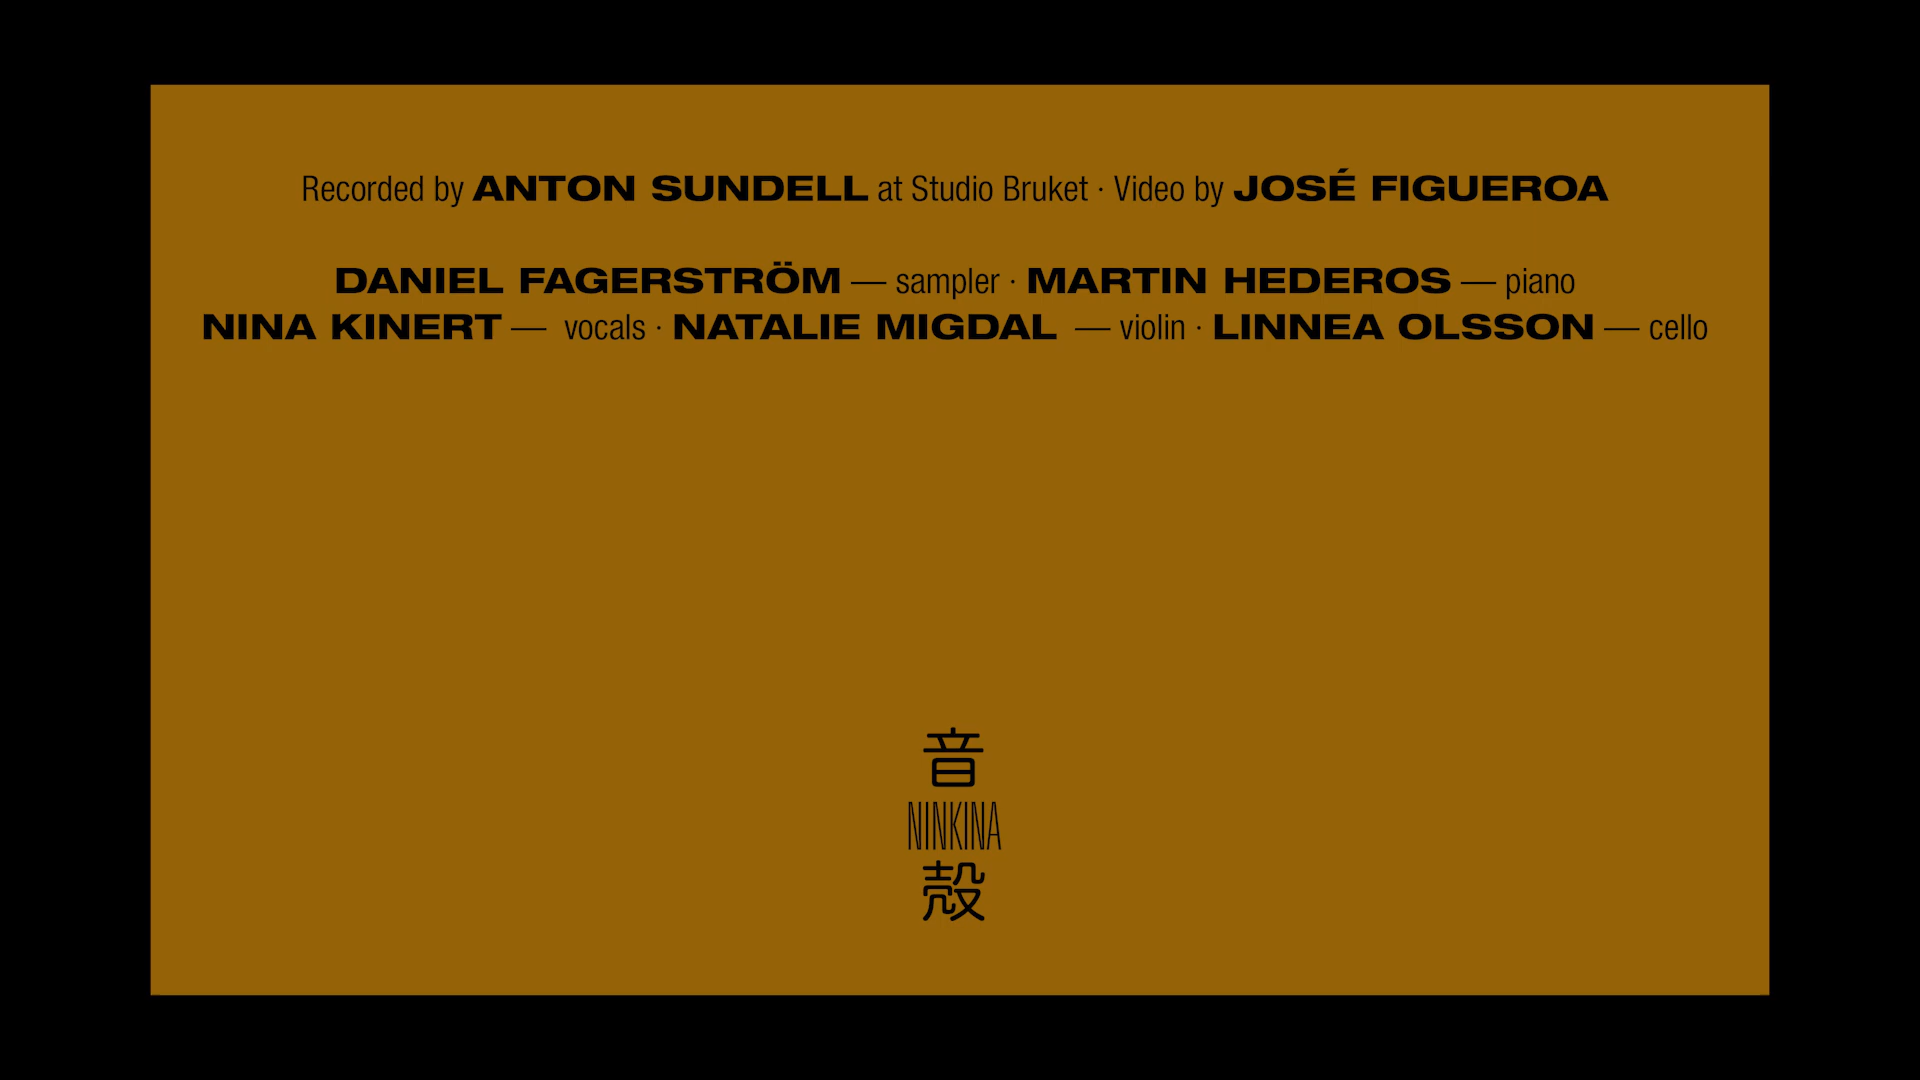 Recorded by ANTON SUNDELL at Studio Bruket · Video by JOSÉ FIGUEROA
DANIEL FAGERSTRÖM — sampler · MARTIN HEDEROS — piano
NINA KINERT — vocals · NATALIE MIGDAL — violin · LINNEA OLSSON — cello
音
NINKINA
殻